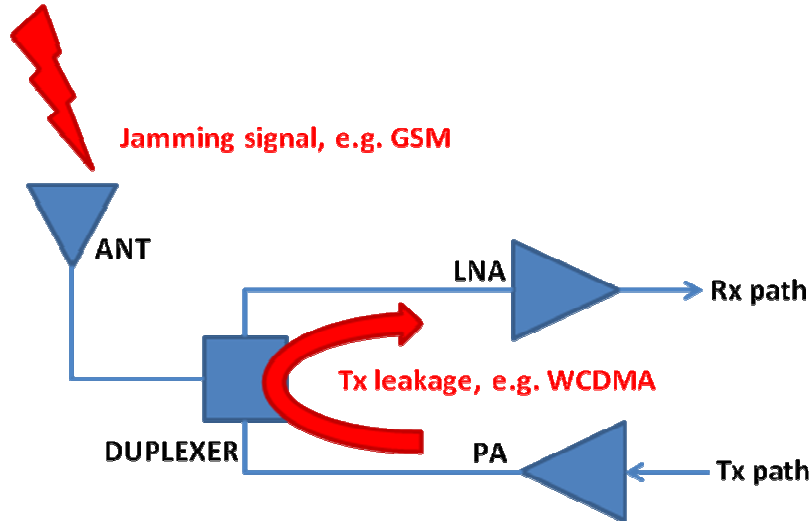 Jamming signal, e.g. GSM
ANT
LNA
Rx path
Tx leakage, e.g. WCDMA
DUPLEXER
PA
Tx path